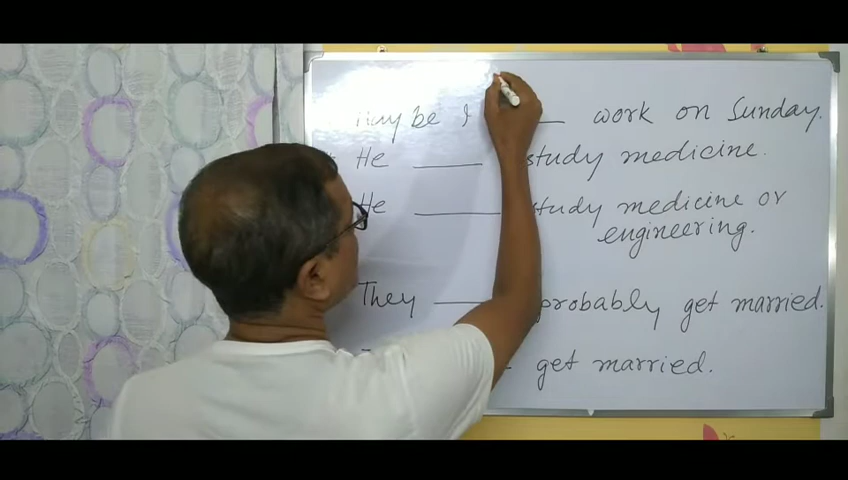 Maybe I ____ work on Sunday.
He ____ study medicine.
He ____ study medicine or
engineering.
They ____ probably get married.
get married.